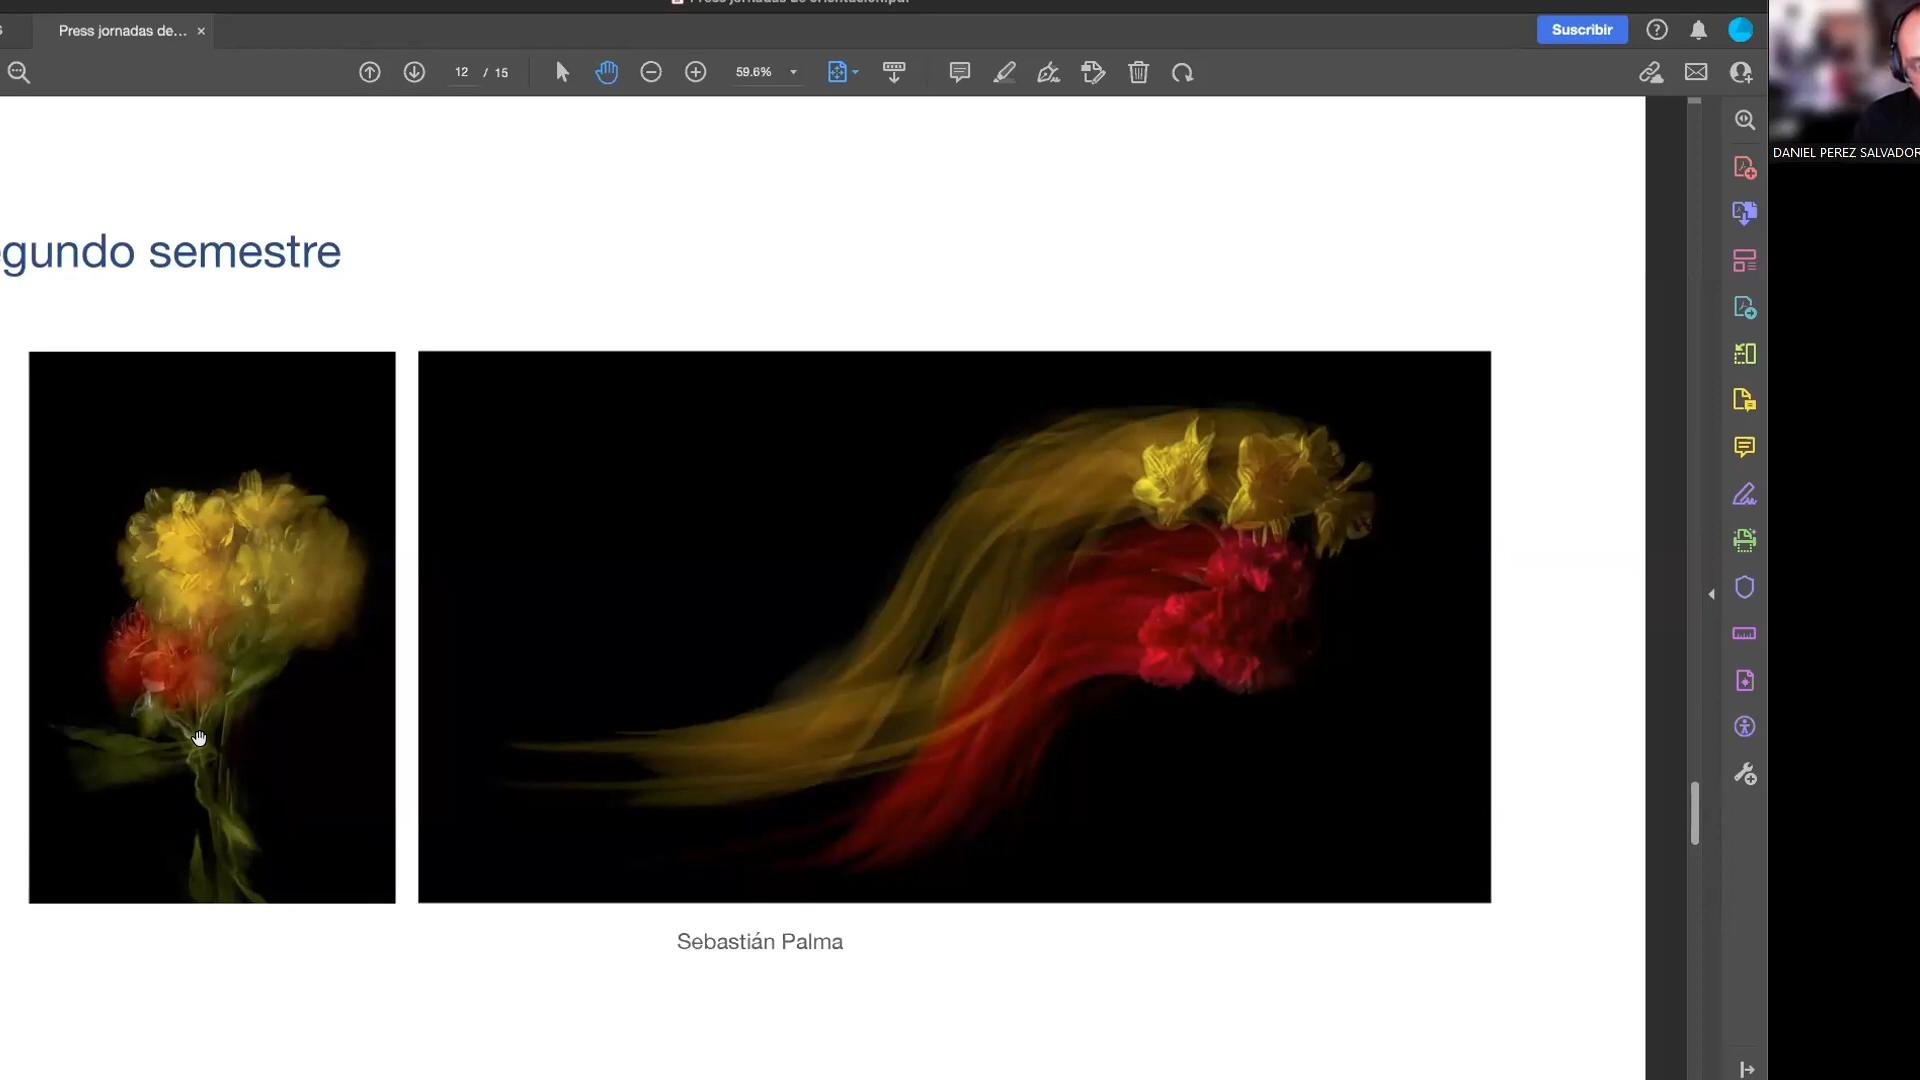 Press jornadas de...
Suscribir
12 / 15
59.6%
DANIEL PEREZ SALVADOR
gundo semestre
Sebastián Palma